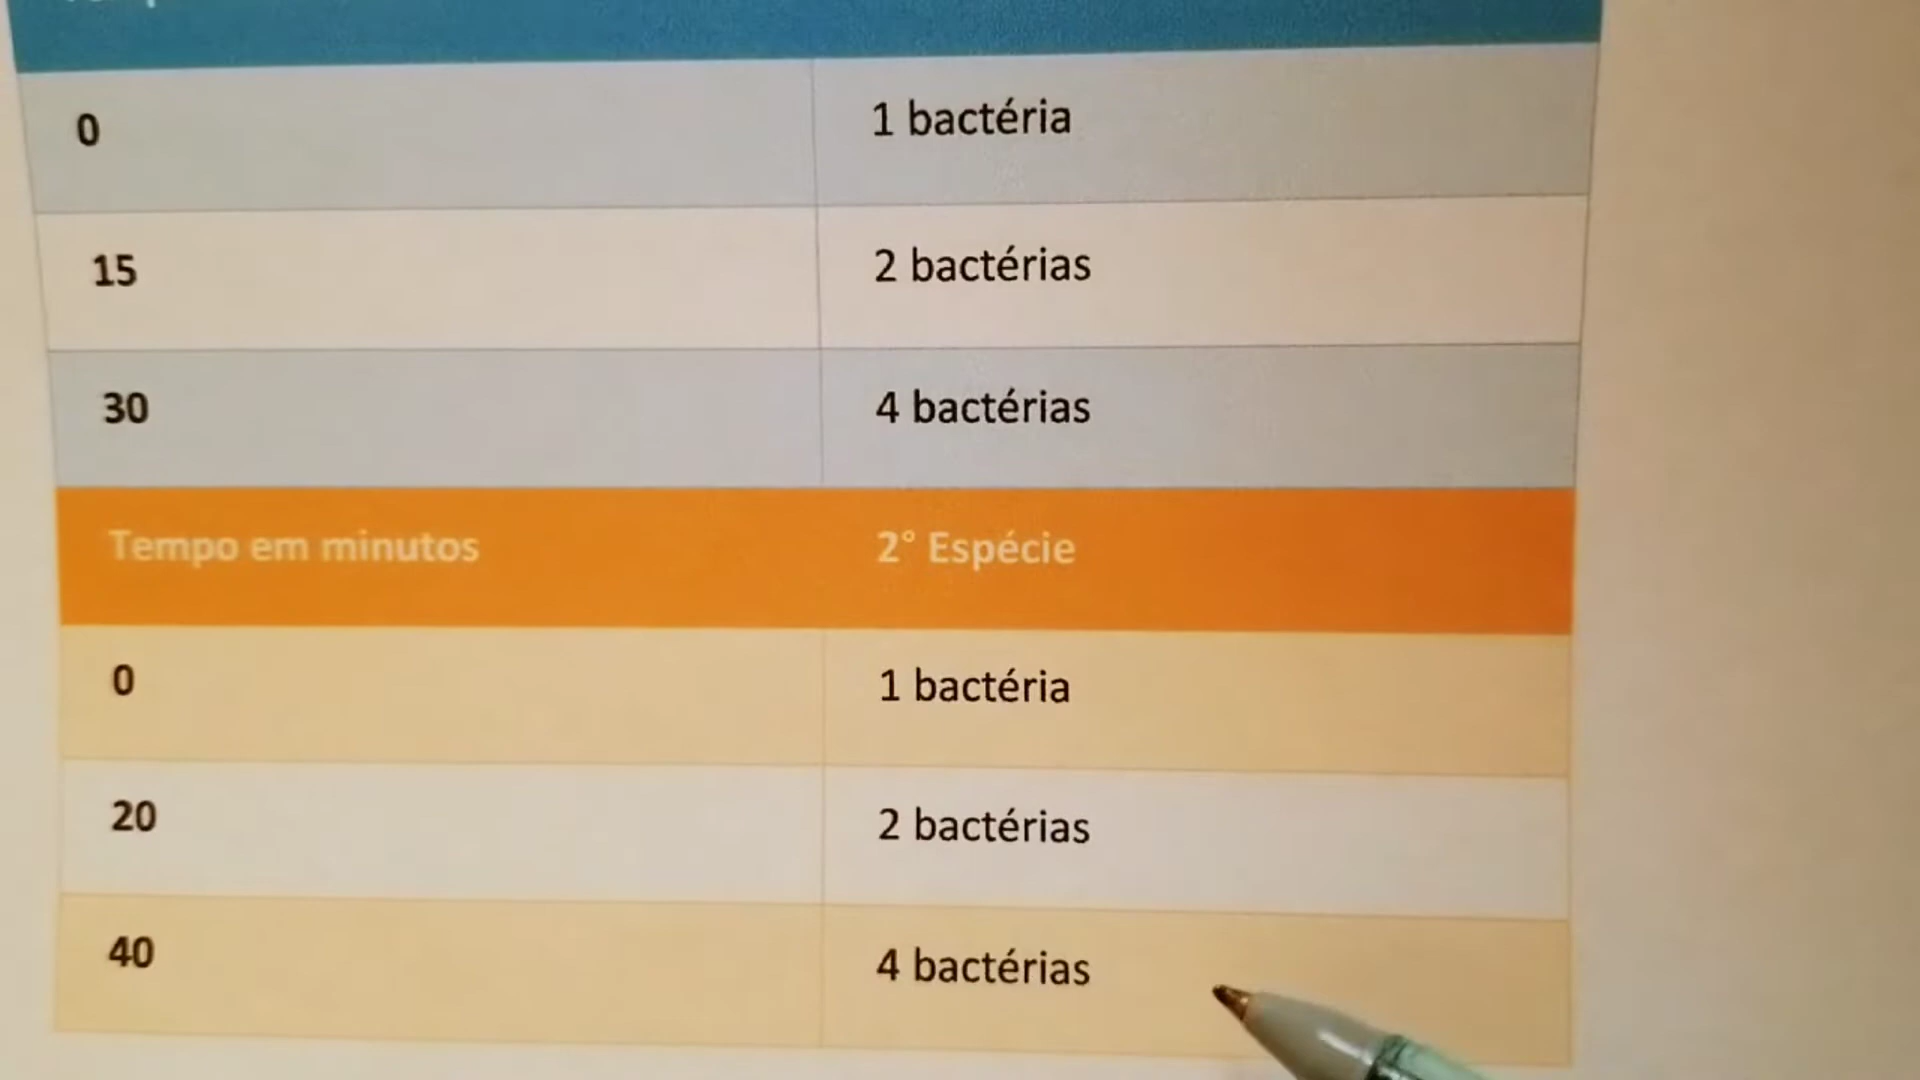 0 1 bactéria
15 2 bactérias
30 4 bactérias
Tempo em minutos 2° Espécie
0 1 bactéria
20 2 bactérias
40 4 bactérias